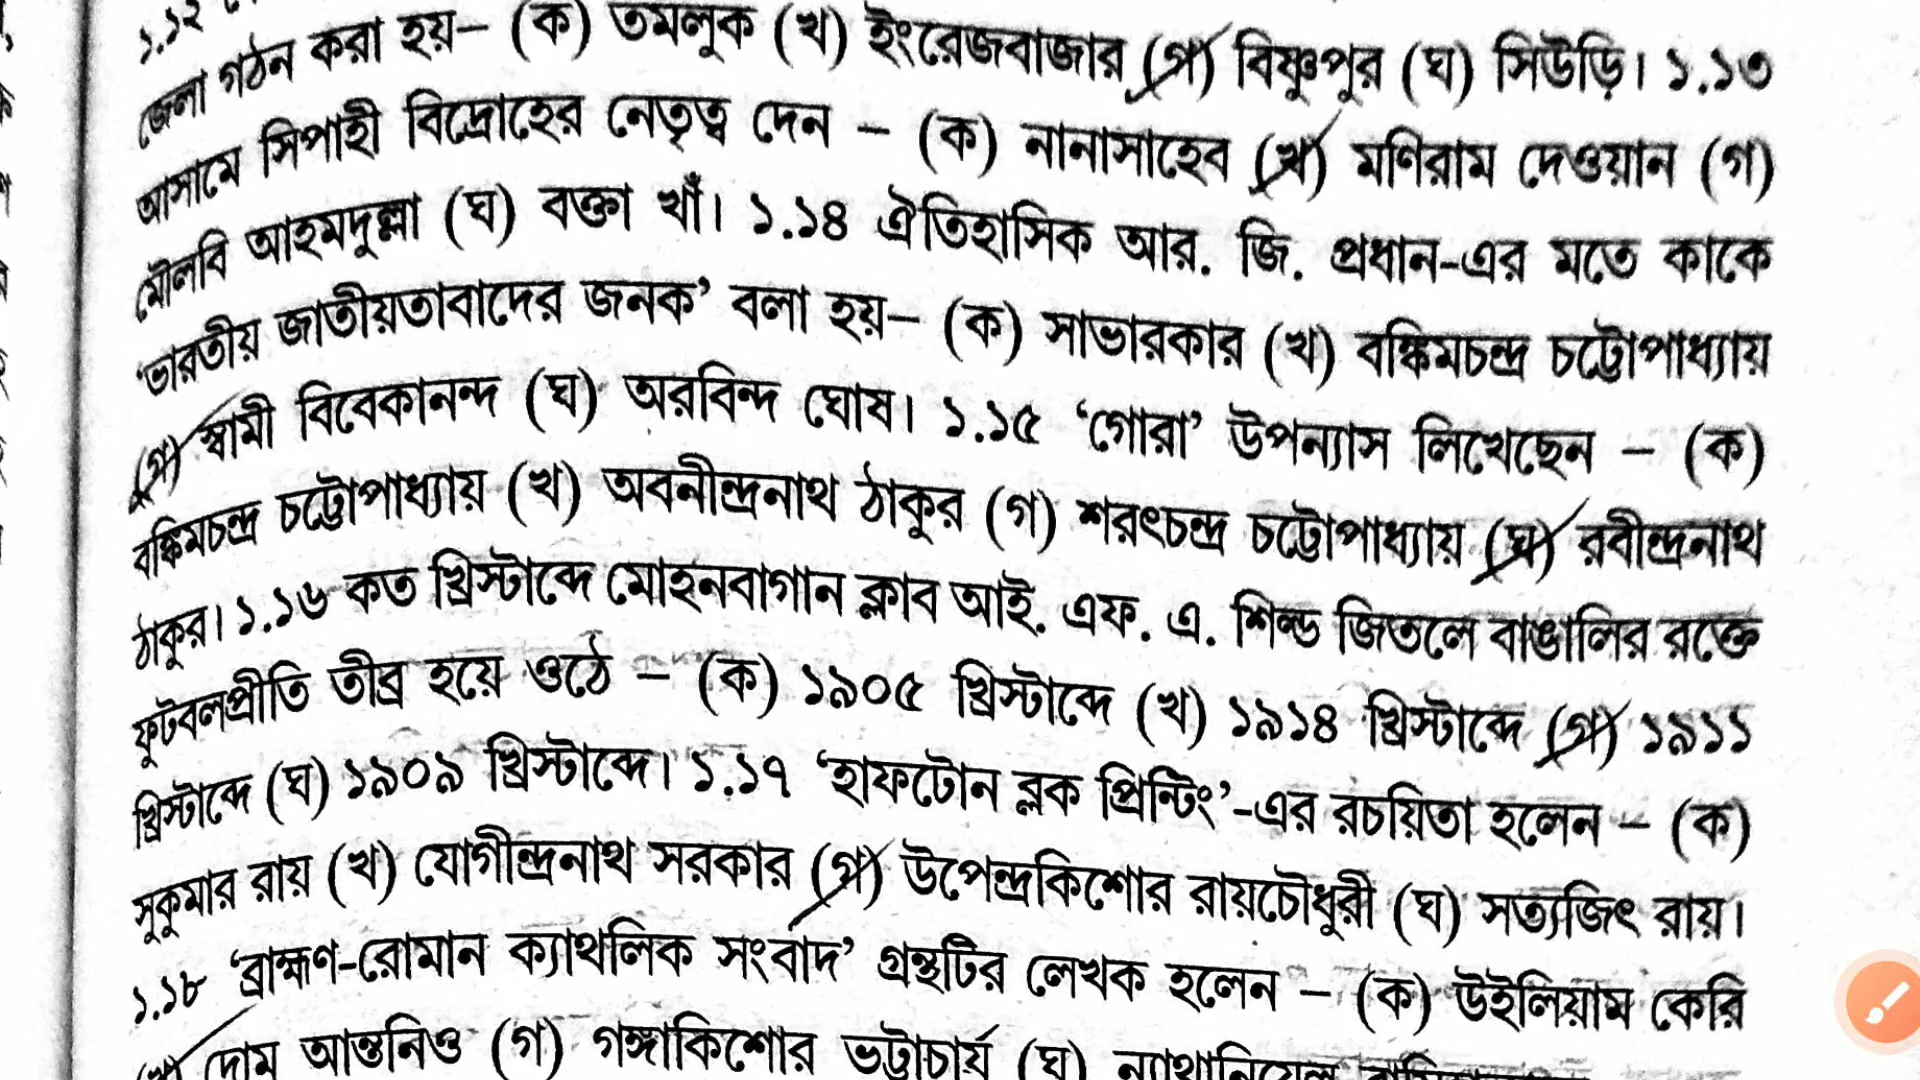 ১.১২
জেলা গঠন করা হয়– (ক) তমলুক (খ) ইংরেজবাজার (গ) বিষ্ণুপুর (ঘ) সিউড়ি। ১.১৩
আসামে সিপাহী বিদ্রোহের নেতৃত্ব দেন – (ক) নানাসাহেব (খ) মণিরাম দেওয়ান (গ)
মৌলবি আহমদুল্লা (ঘ) বক্তা খাঁ। ১.১৪ ঐতিহাসিক আর. জি. প্রধান-এর মতে কাকে
‘ভারতীয় জাতীয়তাবাদের জনক’ বলা হয়– (ক) সাভারকার (খ) বঙ্কিমচন্দ্র চট্টোপাধ্যায়
(গ) স্বামী বিবেকানন্দ (ঘ) অরবিন্দ ঘোষ। ১.১৫ ‘গোরা’ উপন্যাস লিখেছেন – (ক)
বঙ্কিমচন্দ্র চট্টোপাধ্যায় (খ) অবনীন্দ্রনাথ ঠাকুর (গ) শরৎচন্দ্র চট্টোপাধ্যায় (ঘ) রবীন্দ্রনাথ
ঠাকুর। ১.১৬ কত খ্রিস্টাব্দে মোহনবাগান ক্লাব আই. এফ. এ. শিল্ড জিতলে বাঙালির রক্তে
ফুটবলপ্রীতি তীব্র হয়ে ওঠে – (ক) ১৯০৫ খ্রিস্টাব্দে (খ) ১৯১৪ খ্রিস্টাব্দে (গ) ১৯১১
খ্রিস্টাব্দে (ঘ) ১৯০৯ খ্রিস্টাব্দে। ১.১৭ ‘হাফটোন ব্লক প্রিন্টিং’-এর রচয়িতা হলেন – (ক)
সুকুমার রায় (খ) যোগীন্দ্রনাথ সরকার (গ) উপেন্দ্রকিশোর রায়চৌধুরী (ঘ) সত্যজিৎ রায়।
১.১৮ ‘ব্রাহ্মণ-রোমান ক্যাথলিক সংবাদ’ গ্রন্থটির লেখক হলেন – (ক) উইলিয়াম কেরি
(খ) দোম আন্তনিও (গ) গঙ্গাকিশোর ভট্টাচার্য (ঘ) ন্যাথানিয়েল